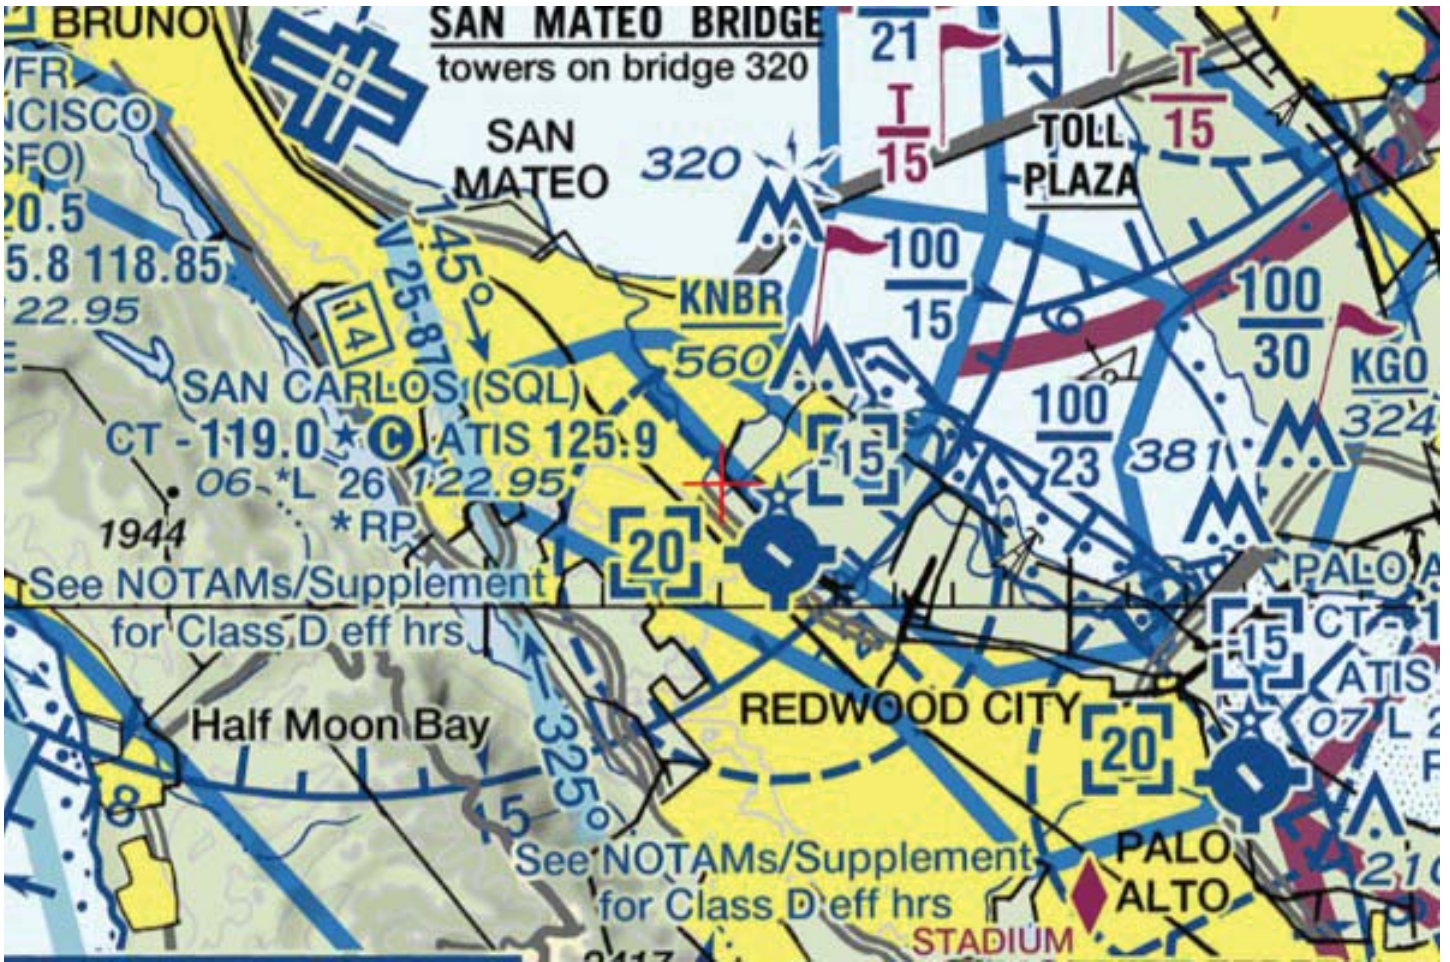 BRUNO
SAN MATEO BRIDGE
towers on bridge 320
21
T
15
T
15
VFR
NCISCO
SFO)
20.5
5.8 118.85
122.95
SAN
MATEO
320
TOLL
PLAZA
145°
V 25-87
114
KNBR
560
100
15
100
30
KGO
324
100
23
381
SAN CARLOS (SQL)
CT - 119.0 * C ATIS 125.9
06 *L 26 122.95
*RP
1944
See NOTAMs/Supplement
for Class D eff hrs
-15
20
PALO A
CT - 1
-15
ATIS
07 L 2
Half Moon Bay
325°
REDWOOD CITY
20
8
15
See NOTAMs/Supplement
for Class D eff hrs
PALO
ALTO
STADIUM
210
2417